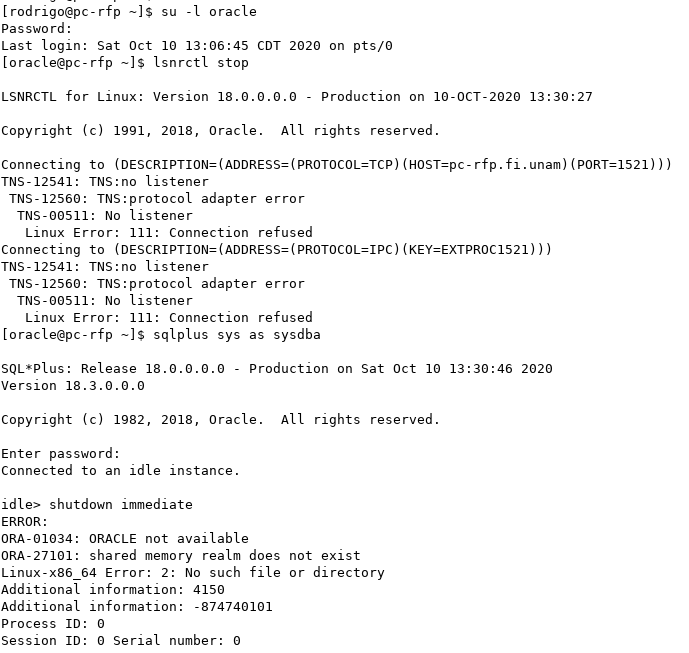 [rodrigo@pc-rfp ~]$ su -l oracle
Password:
Last login: Sat Oct 10 13:06:45 CDT 2020 on pts/0
[oracle@pc-rfp ~]$ lsnrctl stop
LSNRCTL for Linux: Version 18.0.0.0.0 - Production on 10-OCT-2020 13:30:27
Copyright (c) 1991, 2018, Oracle.  All rights reserved.
Connecting to (DESCRIPTION=(ADDRESS=(PROTOCOL=TCP)(HOST=pc-rfp.fi.unam)(PORT=1521)))
TNS-12541: TNS:no listener
 TNS-12560: TNS:protocol adapter error
  TNS-00511: No listener
   Linux Error: 111: Connection refused
Connecting to (DESCRIPTION=(ADDRESS=(PROTOCOL=IPC)(KEY=EXTPROC1521)))
TNS-12541: TNS:no listener
 TNS-12560: TNS:protocol adapter error
  TNS-00511: No listener
   Linux Error: 111: Connection refused
[oracle@pc-rfp ~]$ sqlplus sys as sysdba
SQL*Plus: Release 18.0.0.0.0 - Production on Sat Oct 10 13:30:46 2020
Version 18.3.0.0.0
Copyright (c) 1982, 2018, Oracle.  All rights reserved.
Enter password:
Connected to an idle instance.
idle> shutdown immediate
ERROR:
ORA-01034: ORACLE not available
ORA-27101: shared memory realm does not exist
Linux-x86_64 Error: 2: No such file or directory
Additional information: 4150
Additional information: -874740101
Process ID: 0
Session ID: 0 Serial number: 0